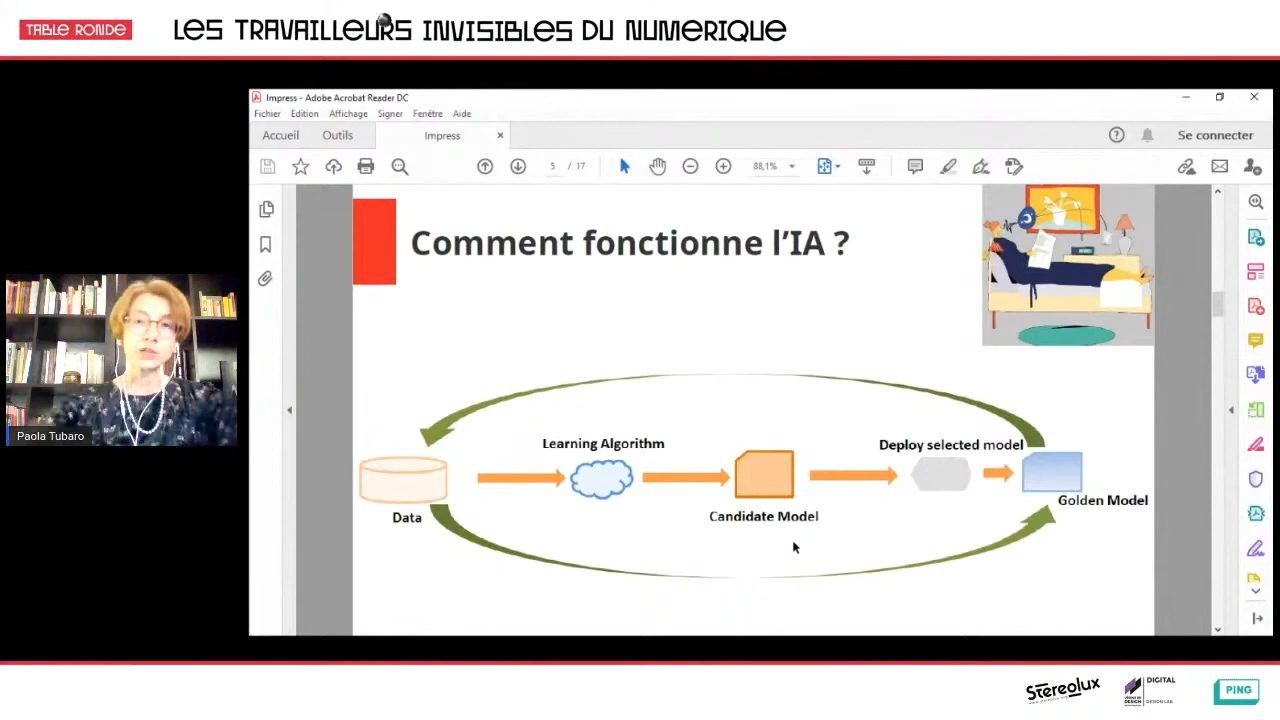 TABLE RONDE
LES TRAVAILLEURS INVISIBLES DU NUMERIQUE
Impress - Adobe Acrobat Reader DC
Fichier Edition Affichage Signer Fenêtre Aide
Accueil Outils Impress
Se connecter
5 / 17 88,1%
Comment fonctionne l'IA ?
Learning Algorithm
Deploy selected model
Golden Model
Data
Candidate Model
Paola Tubaro
Stereolux
DIGITAL
DESIGN LAB
PING